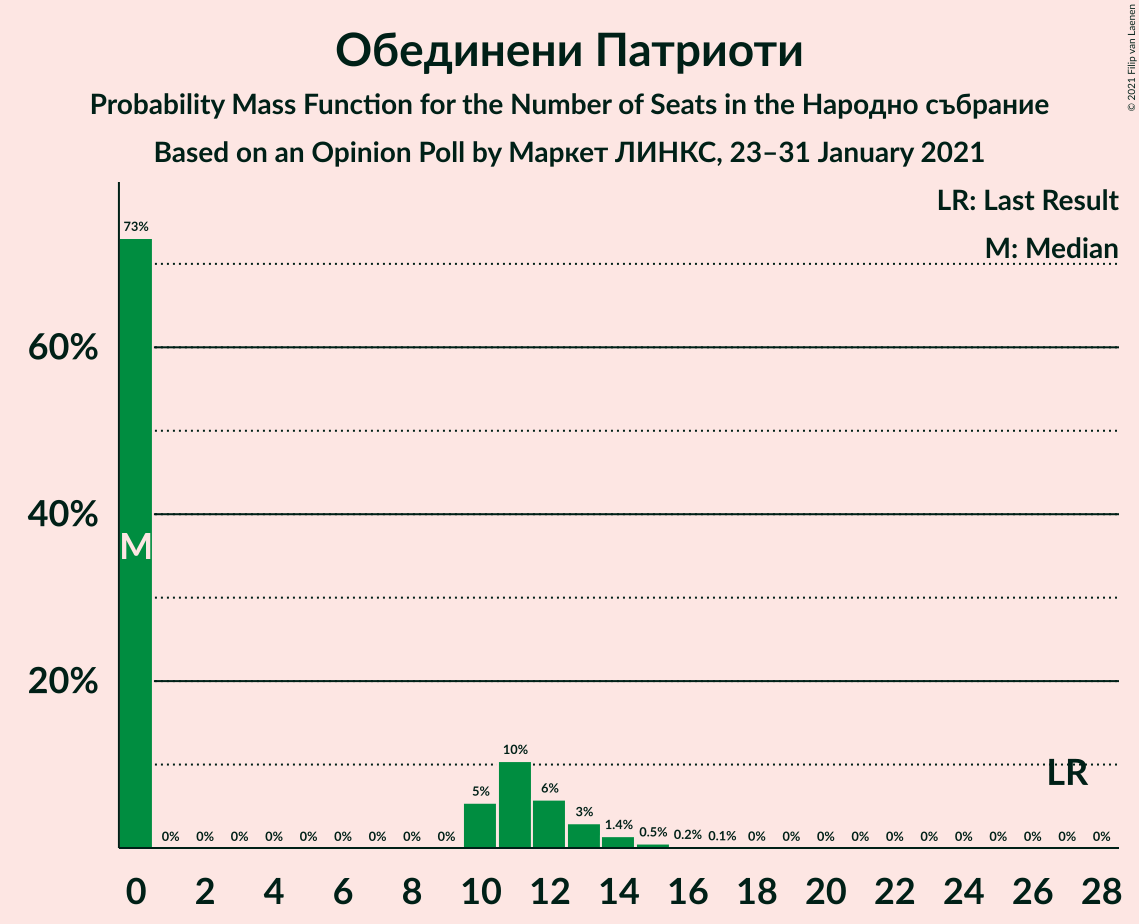 Обединени Патриоти
Probability Mass Function for the Number of Seats in the Народно събрание
Based on an Opinion Poll by Маркет ЛИНКС, 23–31 January 2021
© 2021 Filip van Laenen
LR: Last Result
M: Median
73%
60%
40%
20%
M
LR
0% 0% 0% 0% 0% 0% 0% 0% 0% 5% 10% 6% 3% 1.4% 0.5% 0.2% 0.1% 0% 0% 0% 0% 0% 0% 0% 0% 0% 0% 0%
0 2 4 6 8 10 12 14 16 18 20 22 24 26 28